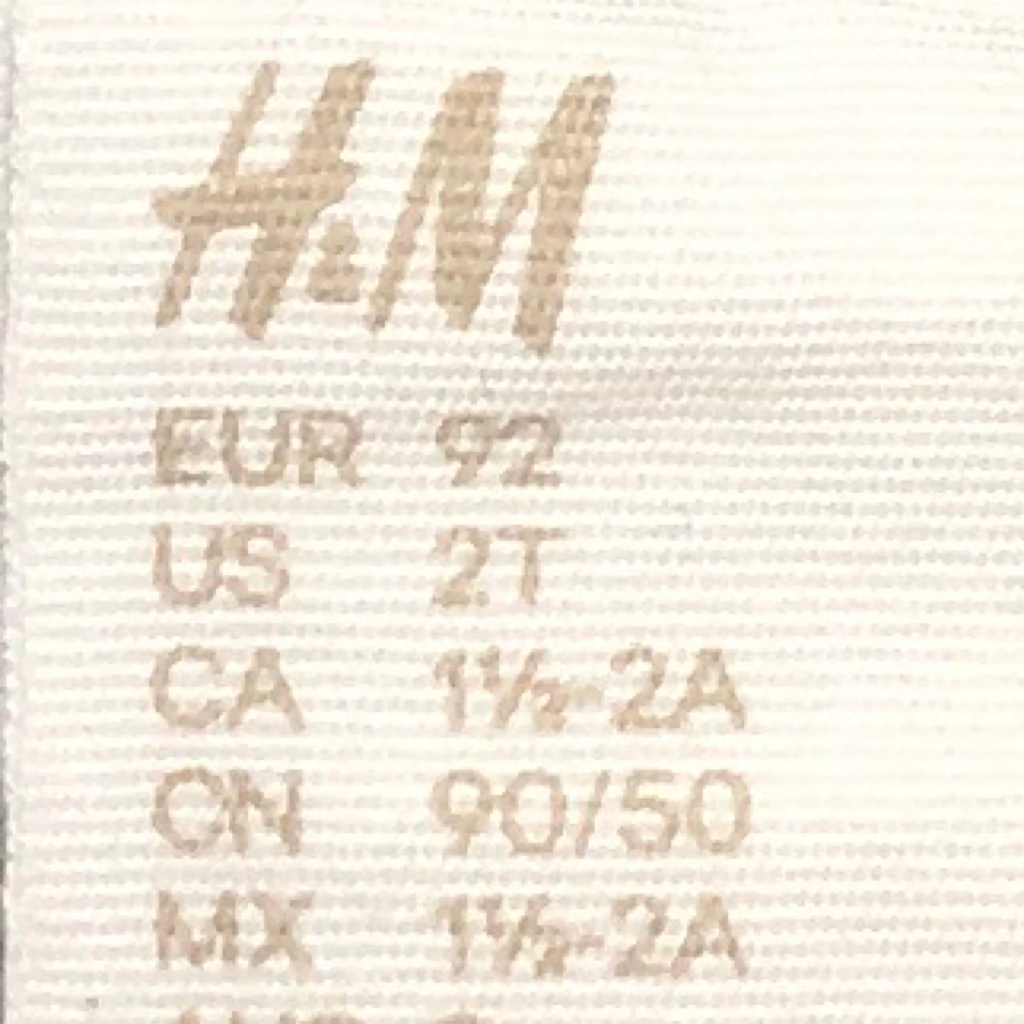 H&M
EUR 92
US 2T
CA 1½-2A
CN 90/50
MX 1½-2A